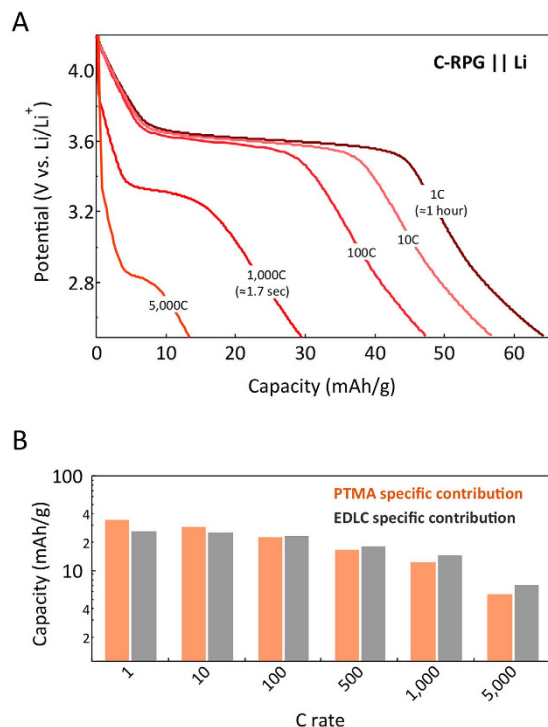 A
C-RPG || Li
Potential (V vs. Li/Li+)
4.0
3.6
3.2
2.8
1C
(≈1 hour)
10C
100C
1,000C
(≈1.7 sec)
5,000C
0 10 20 30 40 50 60
Capacity (mAh/g)
B
PTMA specific contribution
EDLC specific contribution
Capacity (mAh/g)
100
4
2
10
4
2
1 10 100 500 1,000 5,000
C rate